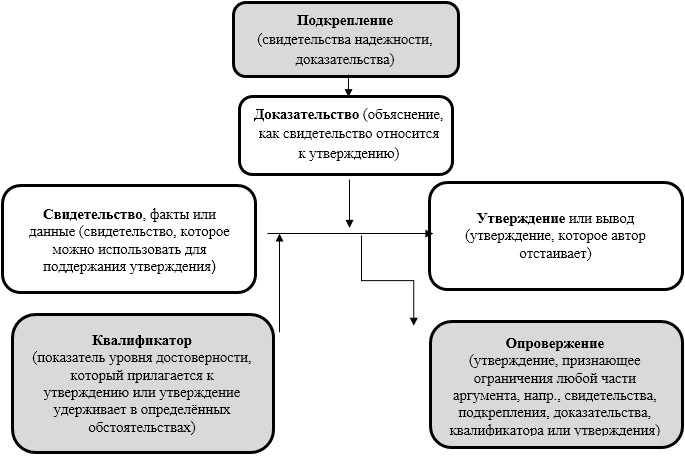 Подкрепление
(свидетельства надежности,
доказательства)
Доказательство (объяснение,
как свидетельство относится
к утверждению)
Свидетельство, факты или
данные (свидетельство, которое
можно использовать для
поддержания утверждения)
Утверждение или вывод
(утверждение, которое автор
отстаивает)
Квалификатор
(показатель уровня достоверности,
который прилагается к
утверждению или утверждение
удерживает в определённых
обстоятельствах)
Опровержение
(утверждение, признающее
ограничения любой части
аргумента, напр., свидетельства,
подкрепления, доказательства,
квалификатора или утверждения)